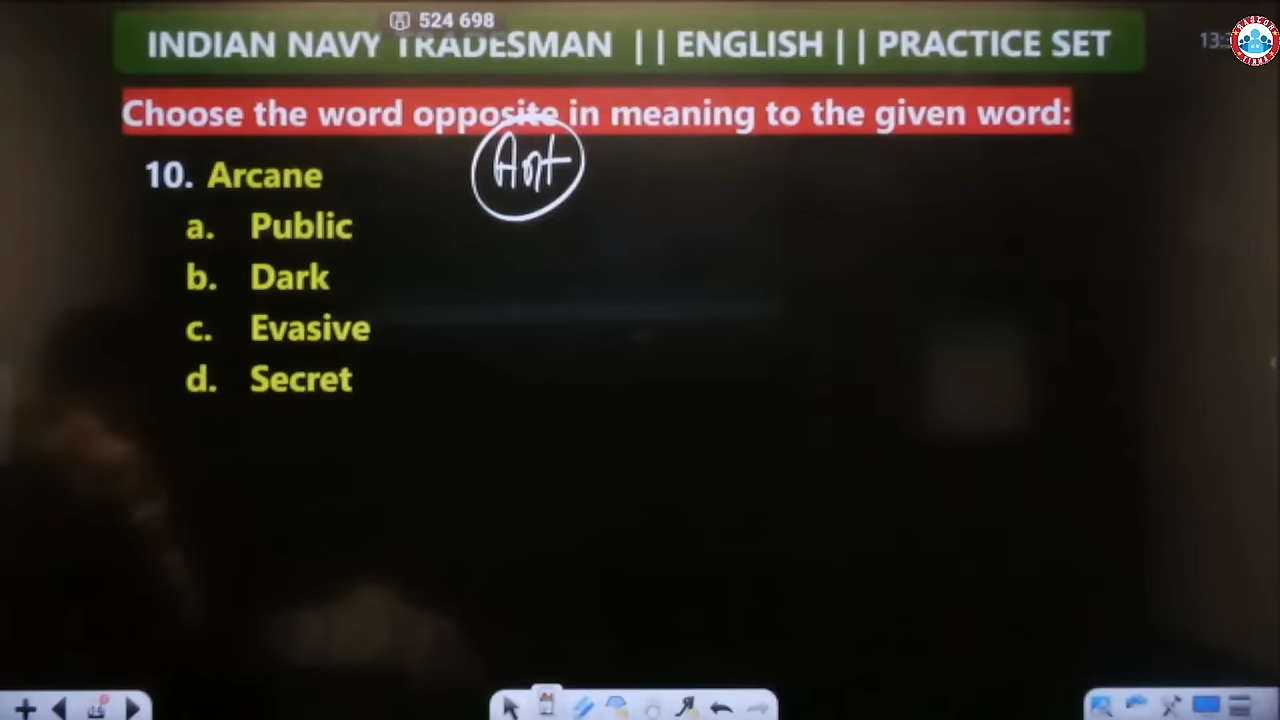 524 698
INDIAN NAVY TRADESMAN || ENGLISH || PRACTICE SET
Choose the word opposite in meaning to the given word:
Ant
10. Arcane
a. Public
b. Dark
c. Evasive
d. Secret